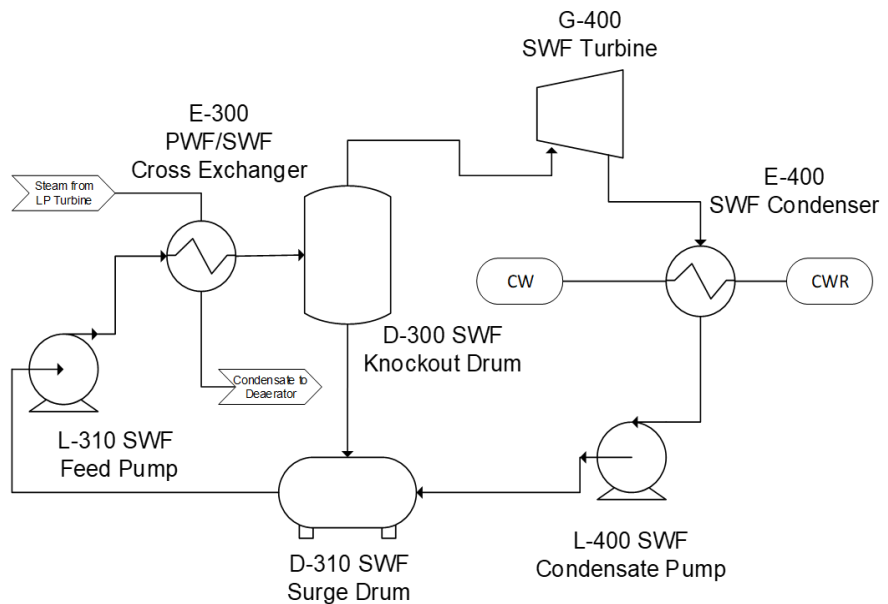 G-400
SWF Turbine
E-300
PWF/SWF
Cross Exchanger
Steam from
LP Turbine
E-400
SWF Condenser
CW
CWR
D-300 SWF
Knockout Drum
Condensate to
Deaerator
L-310 SWF
Feed Pump
D-310 SWF
Surge Drum
L-400 SWF
Condensate Pump